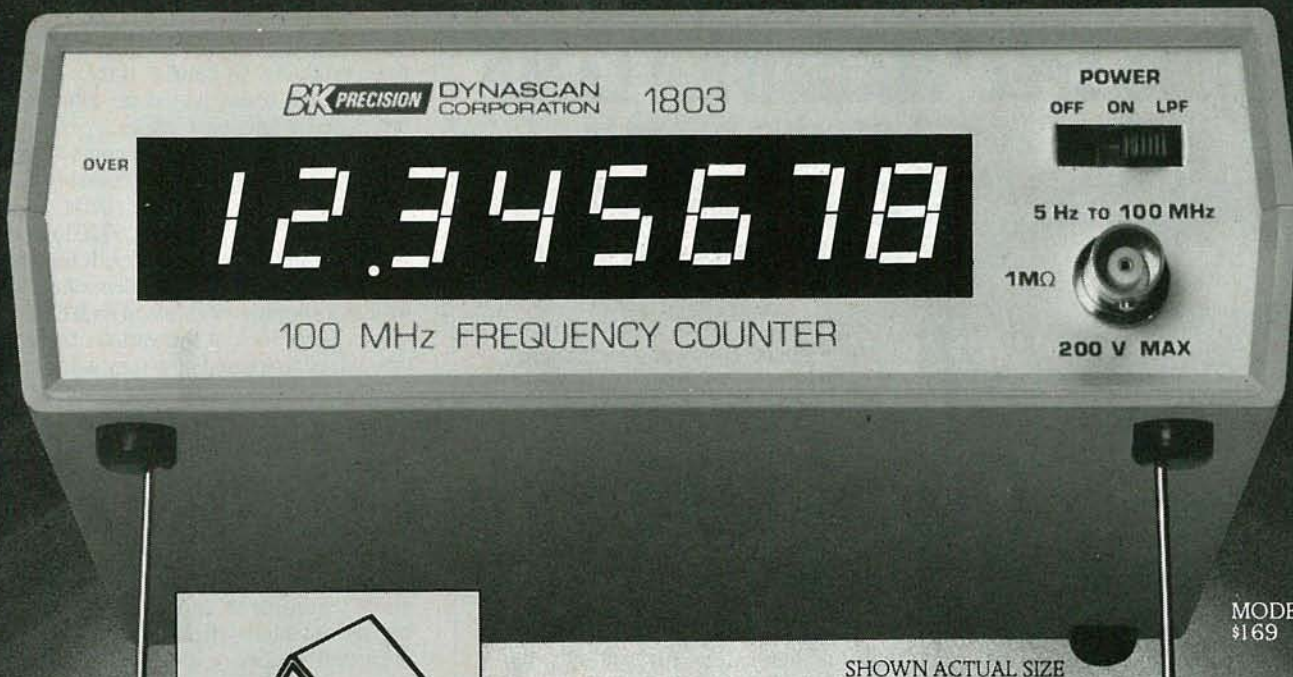 BK PRECISION DYNASCAN CORPORATION 1803
POWER
OFF ON LPF
OVER
12.345678
5 Hz TO 100 MHz
1MΩ
200 V MAX
100 MHz FREQUENCY COUNTER
$169
SHOWN ACTUAL SIZE